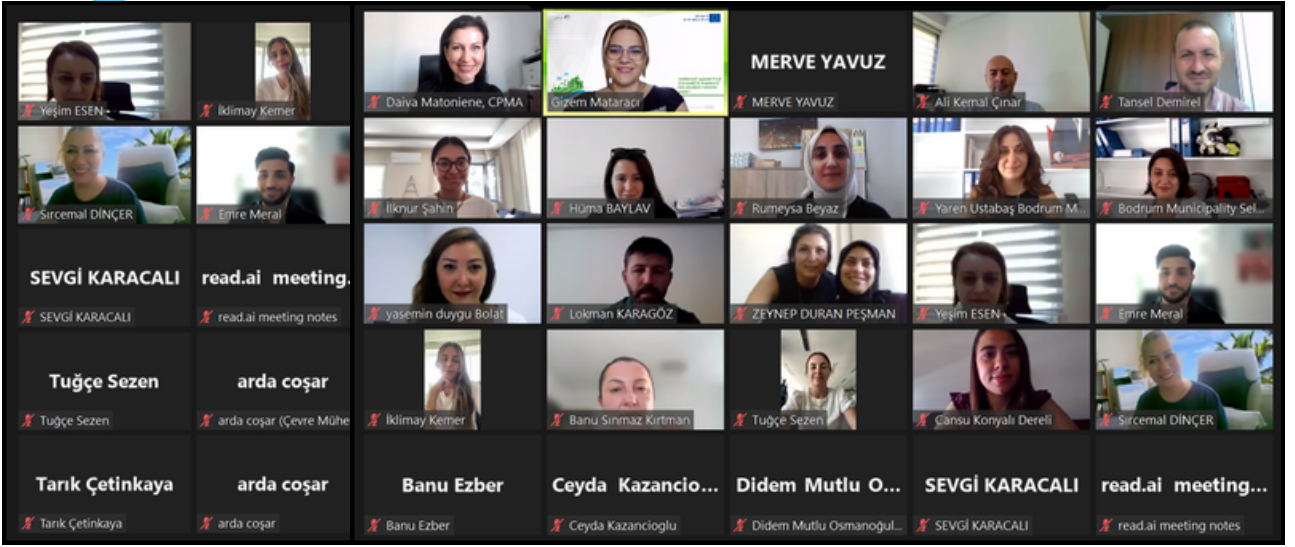 Yeşim ESEN
İklimay Kemer
Sırcemal DİNÇER
Emre Meral
SEVGİ KARACALI
read.ai meeting.
SEVGİ KARACALI
read.ai meeting notes
Tuğçe Sezen
arda coşar
Tuğçe Sezen
arda coşar (Çevre Mühe
Tarık Çetinkaya
arda coşar
Tarık Çetinkaya
arda coşar
Daiva Matoniene, CPMA
Gizem Mataracı
MERVE YAVUZ
MERVE YAVUZ
Ali Kemal Çınar
Tansel Demirel
İlknur Şahin
Hüma BAYLAV
Rumeysa Beyaz
Yaren Ustabaş Bodrum M...
Bodrum Municipality Sel...
yasemin duygu Bolat
Lokman KARAGÖZ
ZEYNEP DURAN PEŞMAN
Yeşim ESEN
Emre Meral
İklimay Kemer
Banu Sınmaz Kırtman
Tuğçe Sezen
Cansu Konyalı Dereli
Sırcemal DİNÇER
Banu Ezber
Ceyda Kazancio...
Didem Mutlu O...
SEVGİ KARACALI
read.ai meeting...
Banu Ezber
Ceyda Kazancioglu
Didem Mutlu Osmanoğul...
SEVGİ KARACALI
read.ai meeting notes